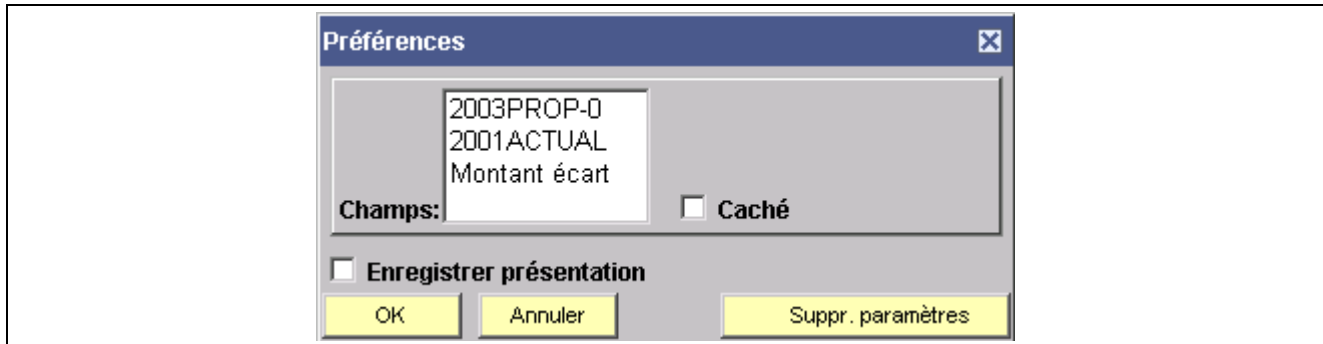 Préférences
2003PROP-0
2001ACTUAL
Montant écart
Champs: Caché
Enregistrer présentation
OK Annuler Suppr. paramètres